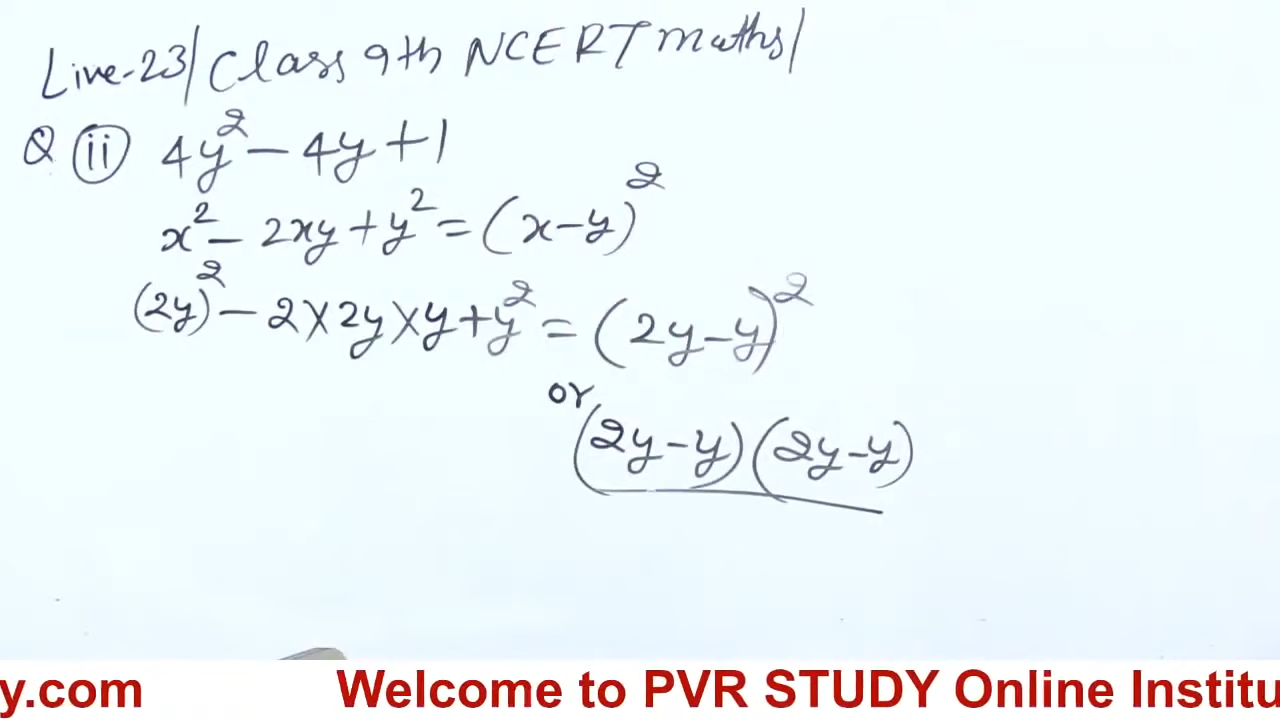 Live-23/Class 9th NCERT maths/
Q (ii) 4y² - 4y + 1
x² - 2xy + y² = (x-y)²
(2y)² - 2×2y×y + y² = (2y-y)²
or
(2y-y)(2y-y)
y.com Welcome to PVR STUDY Online Institu